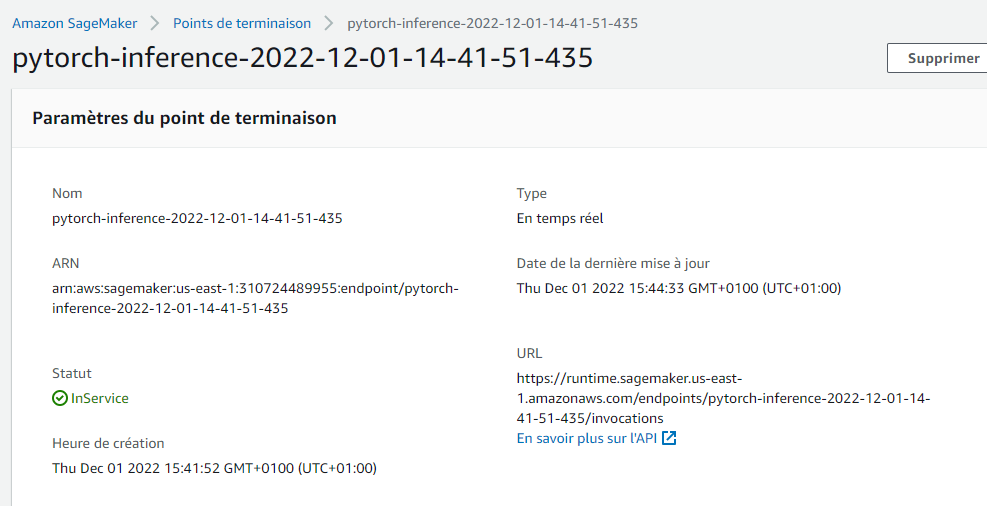 Amazon SageMaker > Points de terminaison > pytorch-inference-2022-12-01-14-41-51-435
pytorch-inference-2022-12-01-14-41-51-435
Supprimer
Paramètres du point de terminaison
Nom
pytorch-inference-2022-12-01-14-41-51-435
Type
En temps réel
ARN
arn:aws:sagemaker:us-east-1:310724489955:endpoint/pytorch-
inference-2022-12-01-14-41-51-435
Date de la dernière mise à jour
Thu Dec 01 2022 15:44:33 GMT+0100 (UTC+01:00)
Statut
InService
URL
https://runtime.sagemaker.us-east-
1.amazonaws.com/endpoints/pytorch-inference-2022-12-01-14-
41-51-435/invocations
En savoir plus sur l'API
Heure de création
Thu Dec 01 2022 15:41:52 GMT+0100 (UTC+01:00)